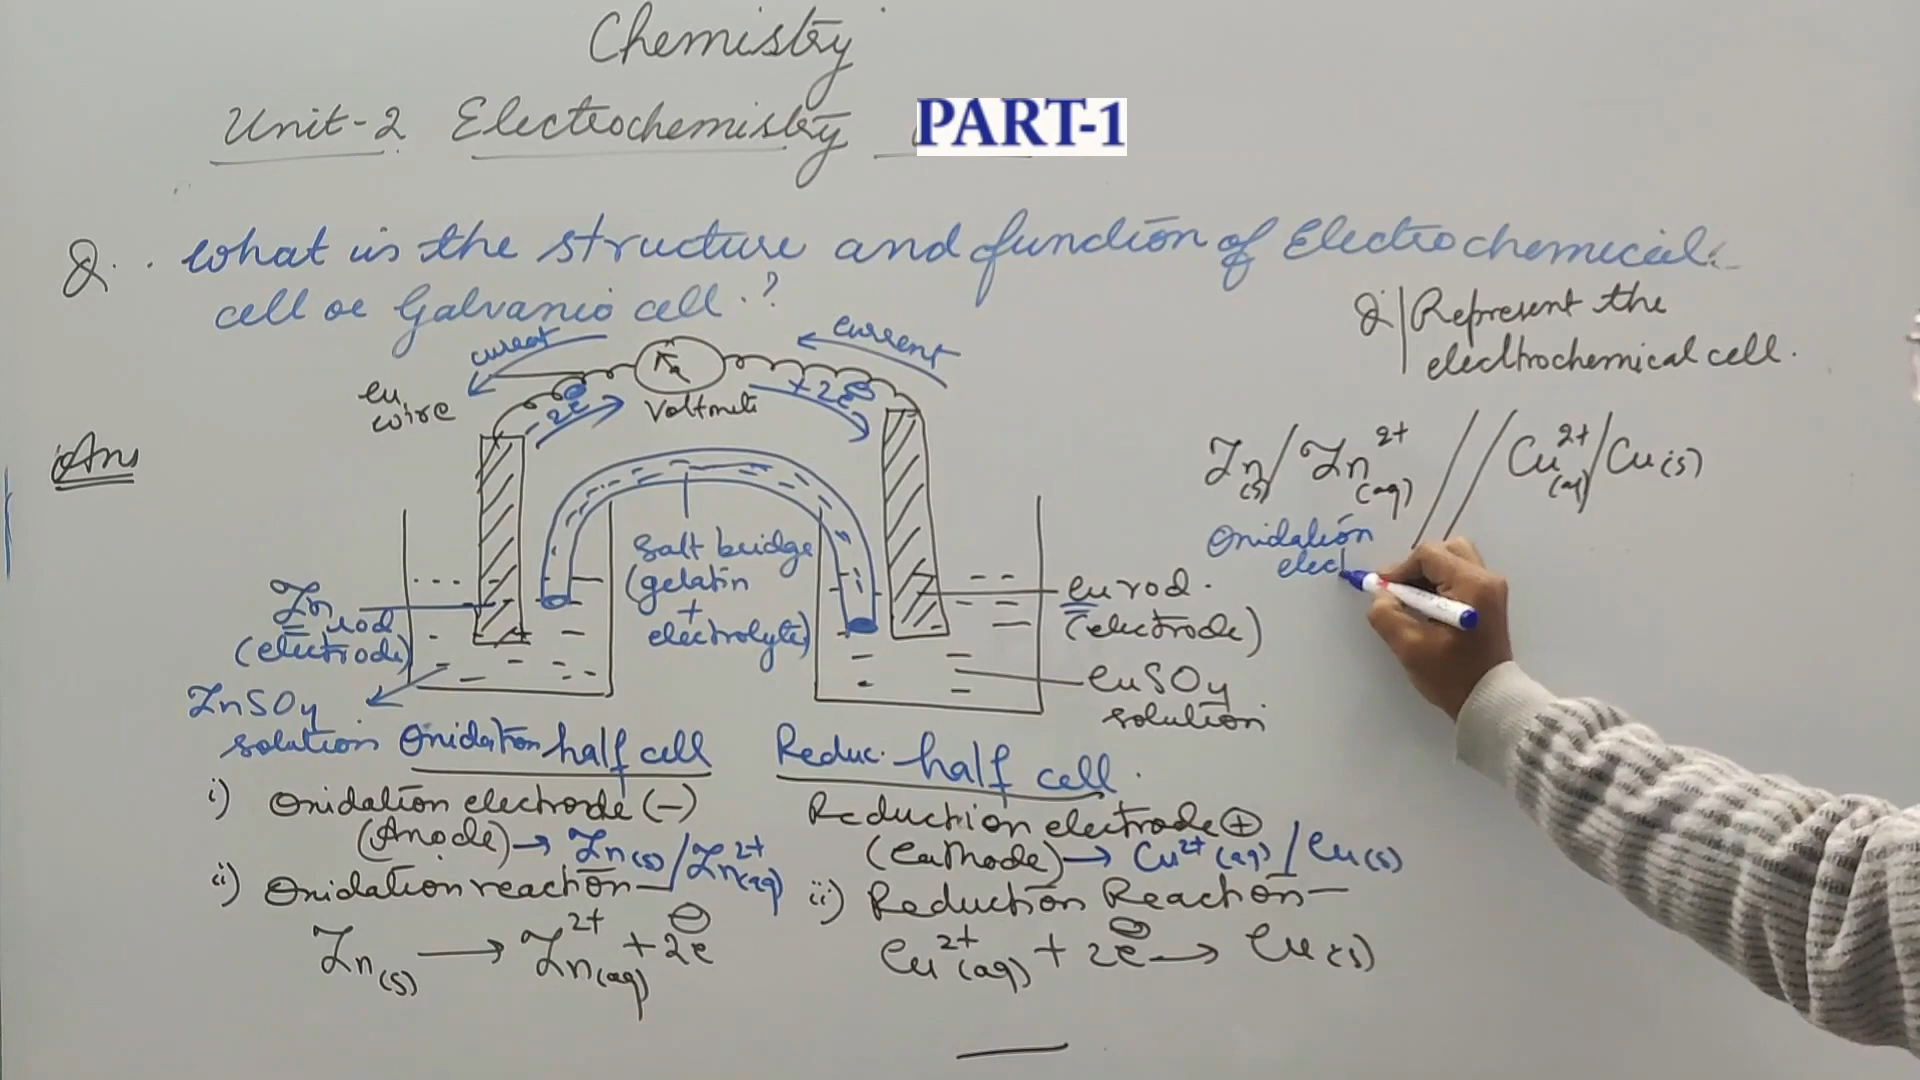 Chemistry
Unit-2 Electrochemistry PART-1
Q. What is the structure and function of Electrochemical
cell or Galvanic cell.?
Q Represent the
elecltrochemical cell.
current
current
Cu wire
2e⁻
Voltmete
+2e⁻
Ans
Zn(s)/Zn²⁺(aq) // Cu²⁺(aq)/Cu(s)
Oxidation
elect
Salt bridge
(gelatin
+
electrolyte)
Zn rod
(electrode)
Cu rod.
(electrode)
ZnSO4
solution
CuSO4
solution
Oxidation half cell
Reduc. half cell.
i) Oxidation electrode (-)
(Anode) → Zn(s)/Zn²⁺(aq)
ii) Oxidation reaction—
Zn(s) → Zn²⁺(aq) + 2e⁻
Reduction electrode ⊕
(Cathode) → Cu²⁺(aq)/Cu(s)
ii) Reduction Reaction—
Cu²⁺(aq) + 2e⁻ → Cu(s)